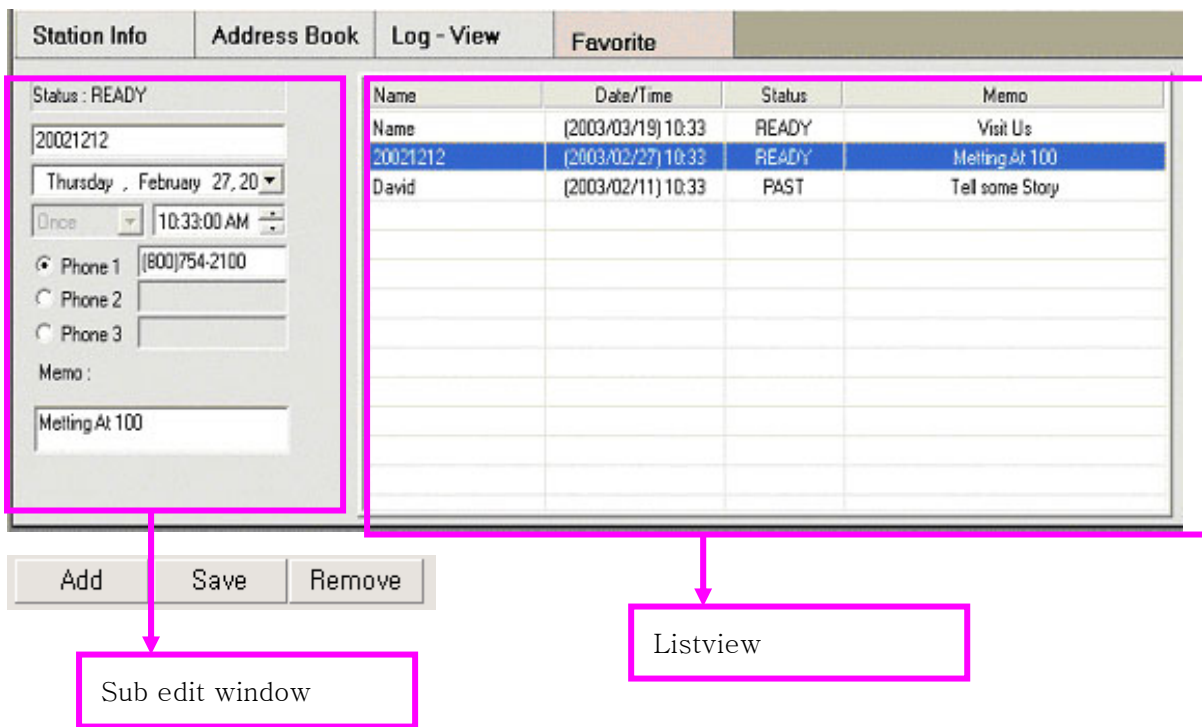 Station Info Address Book Log - View Favorite
Status : READY
20021212
Thursday , February 27, 20
Once 10:33:00 AM
Phone 1 (800)754-2100
Phone 2
Phone 3
Memo :
Metting At 100
Name Date/Time Status Memo
Name (2003/03/19) 10:33 READY Visit Us
20021212 (2003/02/27) 10:33 READY Metting At 100
David (2003/02/11) 10:33 PAST Tell some Story
Add Save Remove
Listview
Sub edit window